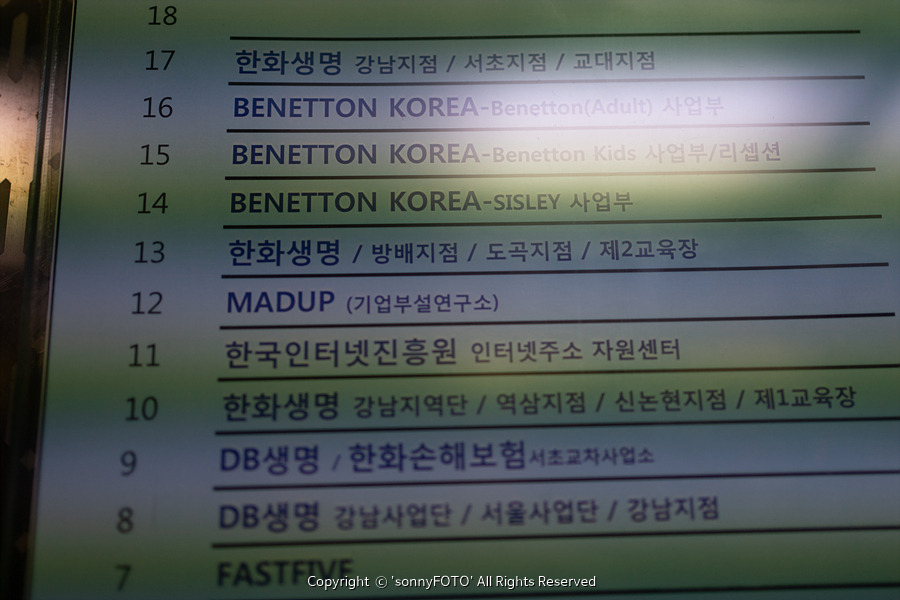 18
17 한화생명 강남지점 / 서초지점 / 교대지점
16 BENETTON KOREA-Benetton(Adult) 사업부
15 BENETTON KOREA-Benetton Kids 사업부/리셉션
14 BENETTON KOREA-SISLEY 사업부
13 한화생명 / 방배지점 / 도곡지점 / 제2교육장
12 MADUP (기업부설연구소)
11 한국인터넷진흥원 인터넷주소 자원센터
10 한화생명 강남지역단 / 역삼지점 / 신논현지점 / 제1교육장
9 DB생명 / 한화손해보험서초교차사업소
8 DB생명 강남사업단 / 서울사업단 / 강남지점
7 FASTFIVE
Copyright © 'sonnyFOTO' All Rights Reserved